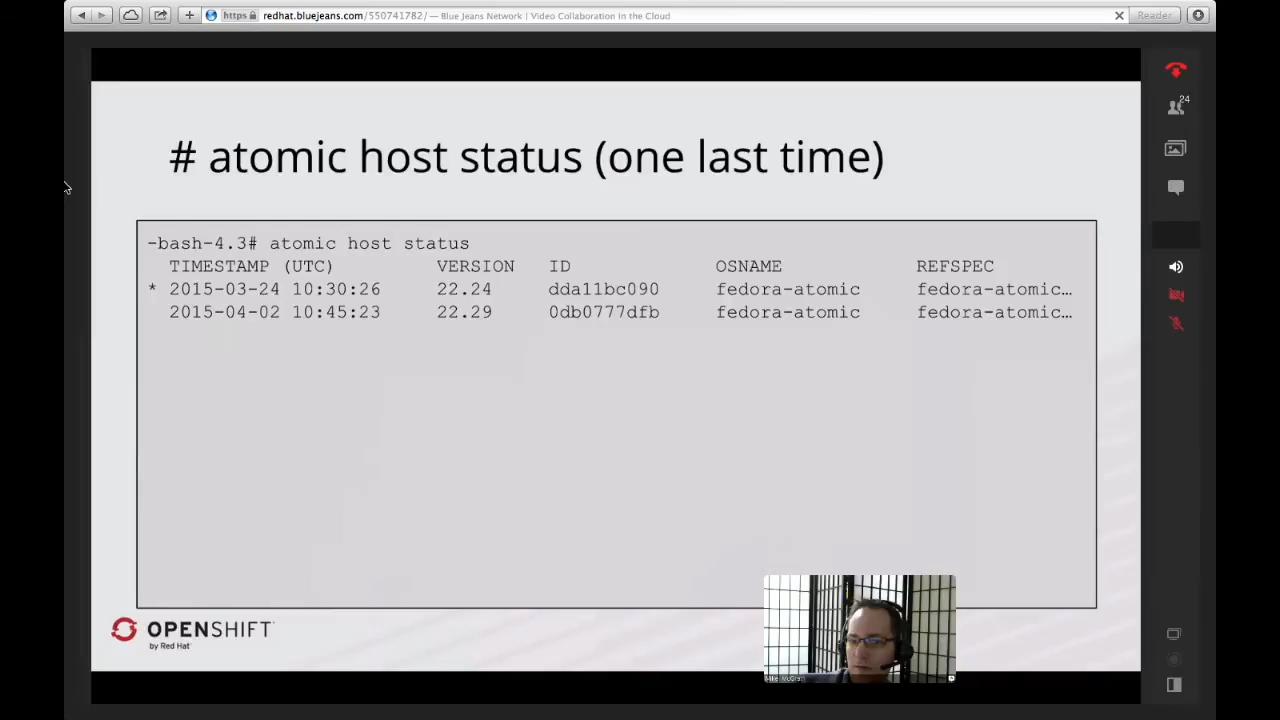 https redhat.bluejeans.com/550741782/ — Blue Jeans Network | Video Collaboration in the Cloud Reader
24
# atomic host status (one last time)
-bash-4.3# atomic host status
TIMESTAMP (UTC) VERSION ID OSNAME REFSPEC
* 2015-03-24 10:30:26 22.24 dda11bc090 fedora-atomic fedora-atomic…
2015-04-02 10:45:23 22.29 0db0777dfb fedora-atomic fedora-atomic…
OPENSHIFT
by Red Hat
Mike McGrath